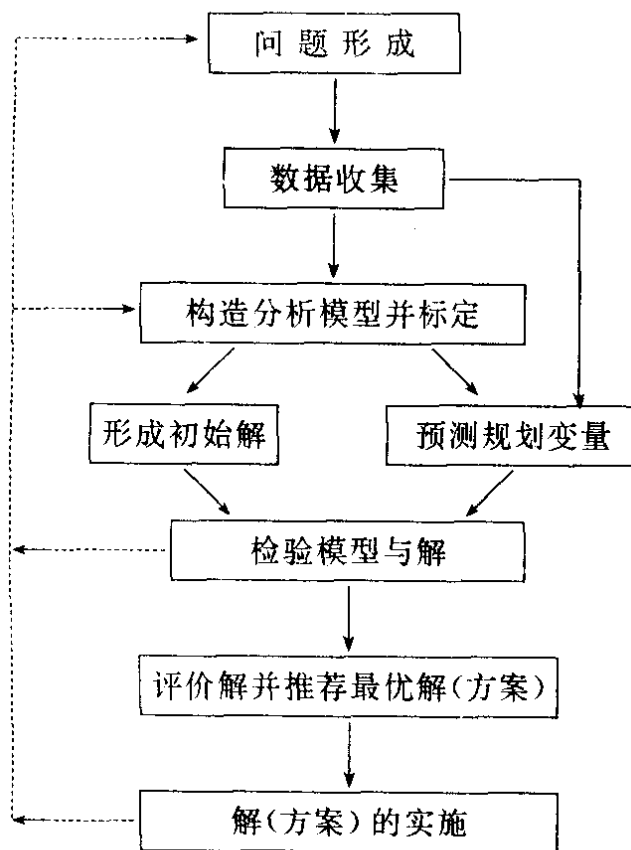 问题形成
数据收集
构造分析模型并标定
形成初始解
预测规划变量
检验模型与解
评价解并推荐最优解(方案)
解(方案)的实施